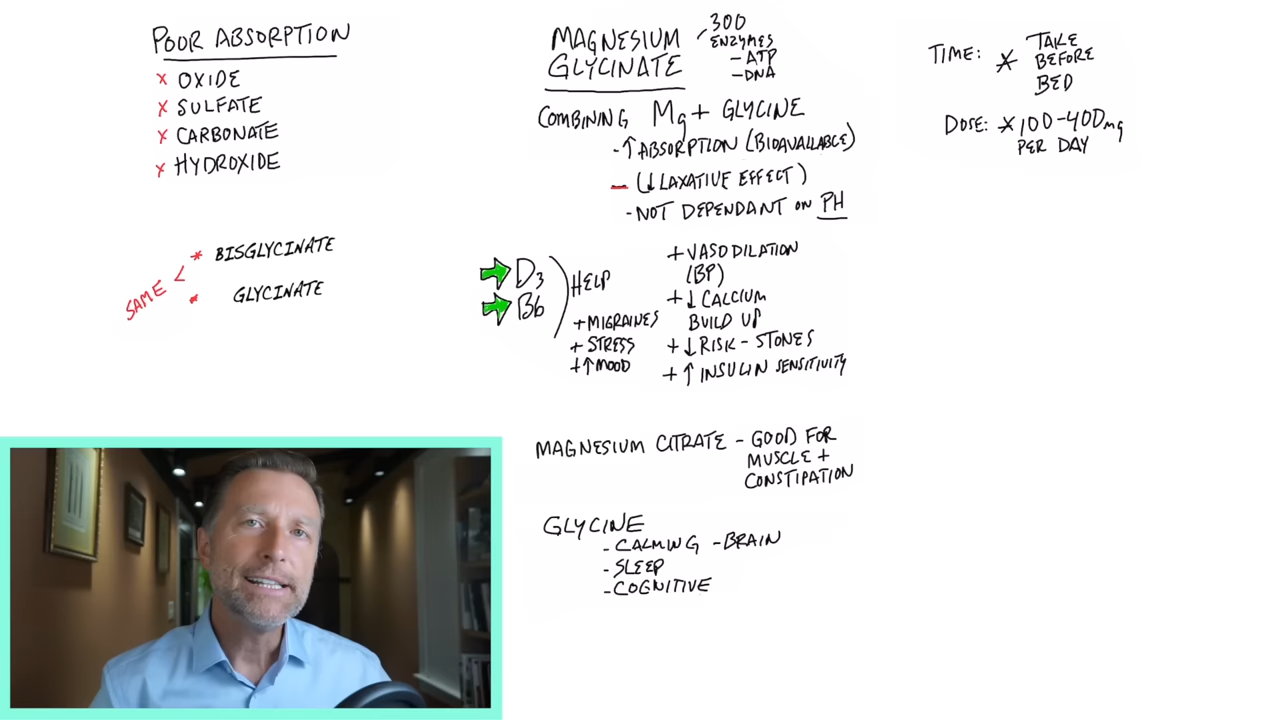 POOR ABSORPTION
x OXIDE
x SULFATE
x CARBONATE
x HYDROXIDE
SAME <
* BISGLYCINATE
* GLYCINATE
MAGNESIUM
GLYCINATE
300
ENZYMES
- ATP
- DNA
COMBINING Mg + GLYCINE
- ↑ ABSORPTION (BIOAVAILABLE)
- (↓ LAXATIVE EFFECT)
- NOT DEPENDANT ON PH
D3
B6
HELP
+ MIGRAINES
+ STRESS
+ ↑ MOOD
+ VASODILATION
(BP)
+ ↓ CALCIUM
BUILD UP
+ ↓ RISK - STONES
+ ↑ INSULIN SENSITIVITY
MAGNESIUM CITRATE - GOOD FOR
MUSCLE +
CONSTIPATION
GLYCINE
- CALMING - BRAIN
- SLEEP
- COGNITIVE
TIME: * TAKE
BEFORE
BED
DOSE: * 100-400mg
PER DAY